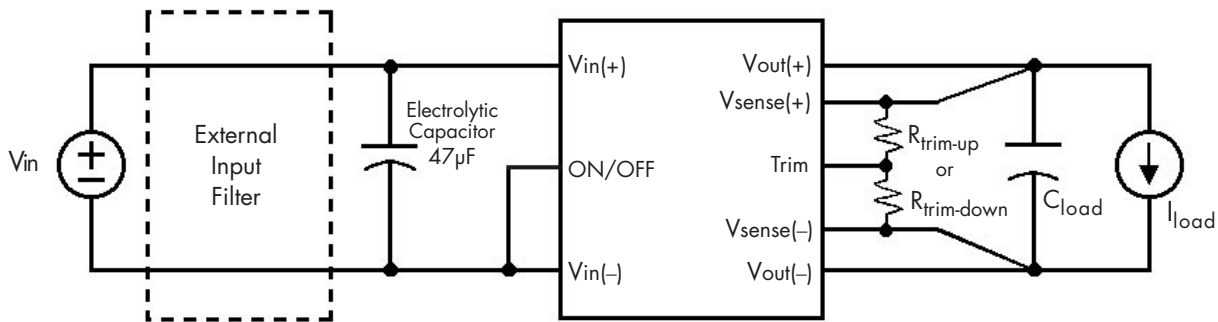 Vin
+
−
External
Input
Filter
Electrolytic
Capacitor
47µF
Vin(+)
ON/OFF
Vin(–)
Vout(+)
Vsense(+)
Trim
Vsense(–)
Vout(–)
Rtrim-up
or
Rtrim-down
Cload
Iload